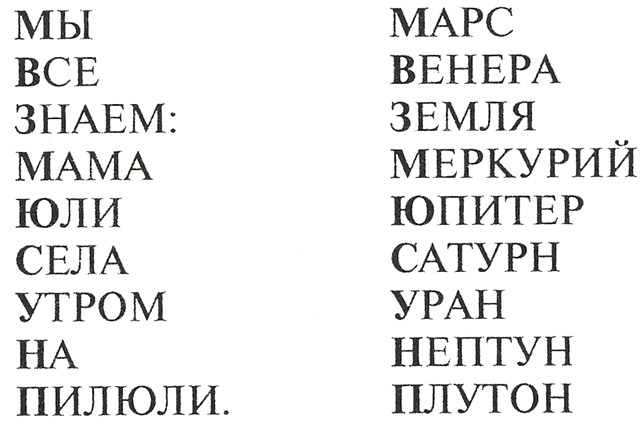 МЫ МАРС
ВСЕ ВЕНЕРА
ЗНАЕМ: ЗЕМЛЯ
МАМА МЕРКУРИЙ
ЮЛИ ЮПИТЕР
СЕЛА САТУРН
УТРОМ УРАН
НА НЕПТУН
ПИЛЮЛИ. ПЛУТОН